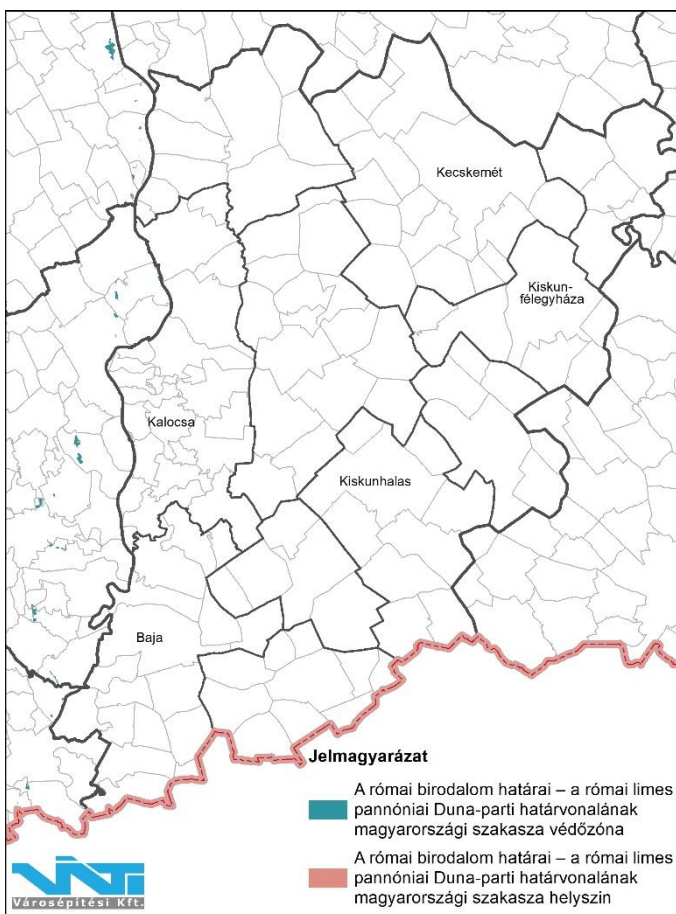 Kecskemét
Kiskun-
félegyháza
Kalocsa
Kiskunhalas
Baja
Jelmagyarázat
A római birodalom határai – a római limes
pannóniai Duna-parti határvonalának
magyarországi szakasza védőzóna
A római birodalom határai – a római limes
pannóniai Duna-parti határvonalának
magyarországi szakasza helyszin
VÁTI
Városépítési Kft.